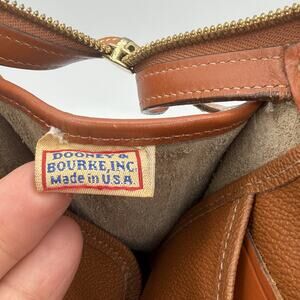 DOONEY &
BOURKE, INC.
Made in U.S.A.